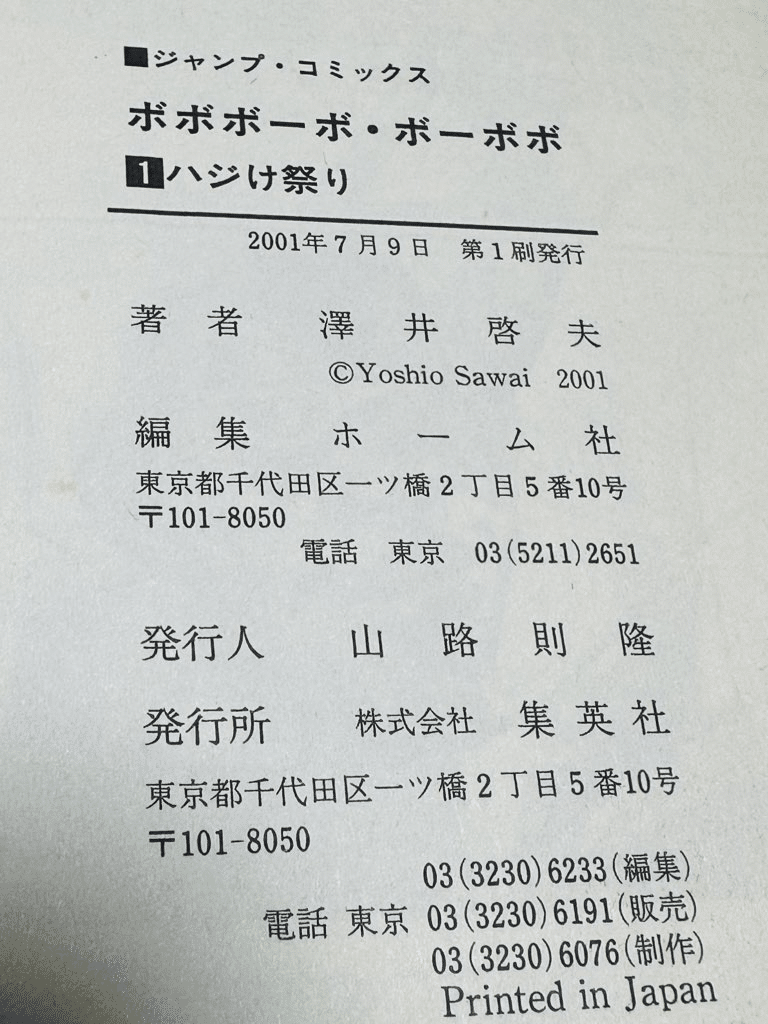 ■ジャンプ・コミックス
ボボボーボ・ボーボボ
1ハジけ祭り
2001年7月9日 第1刷発行
著者 澤井啓夫
©Yoshio Sawai 2001
編集 ホーム社
東京都千代田区一ツ橋2丁目5番10号
〒101-8050
電話 東京 03(5211)2651
発行人 山路則隆
発行所 株式会社 集英社
東京都千代田区一ツ橋2丁目5番10号
〒101-8050
03(3230)6233(編集)
電話 東京 03(3230)6191(販売)
03(3230)6076(制作)
Printed in Japan